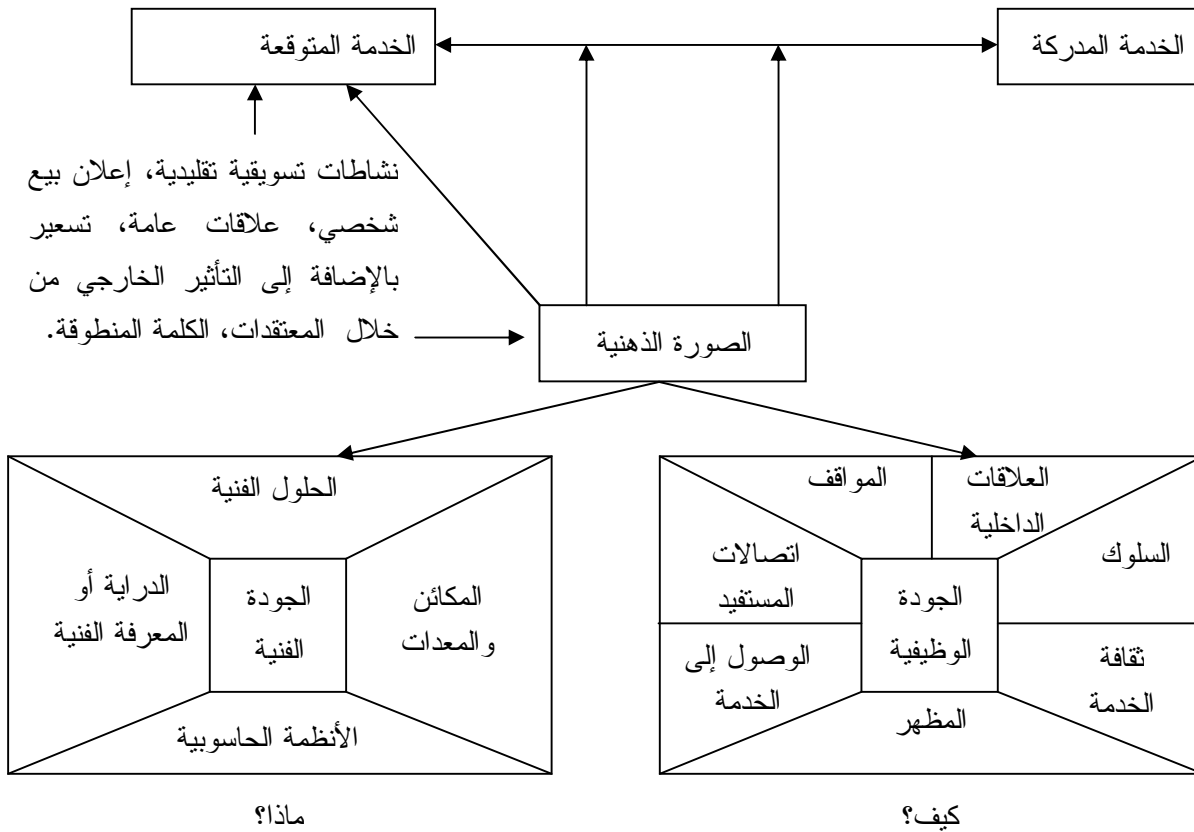 الخدمة المدركة
الخدمة المتوقعة
نشاطات تسويقية تقليدية، إعلان بيع
شخصي، علاقات عامة، تسعير
بالإضافة إلى التأثير الخارجي من
خلال المعتقدات، الكلمة المنطوقة.
الصورة الذهنية
العلاقات
الداخلية
المواقف
السلوك
اتصالات
المستفيد
الجودة
الوظيفية
ثقافة
الخدمة
الوصول إلى
الخدمة
المظهر
كيف؟
الحلول الفنية
المكائن
والمعدات
الجودة
الفنية
الدراية أو
المعرفة الفنية
الأنظمة الحاسوبية
ماذا؟